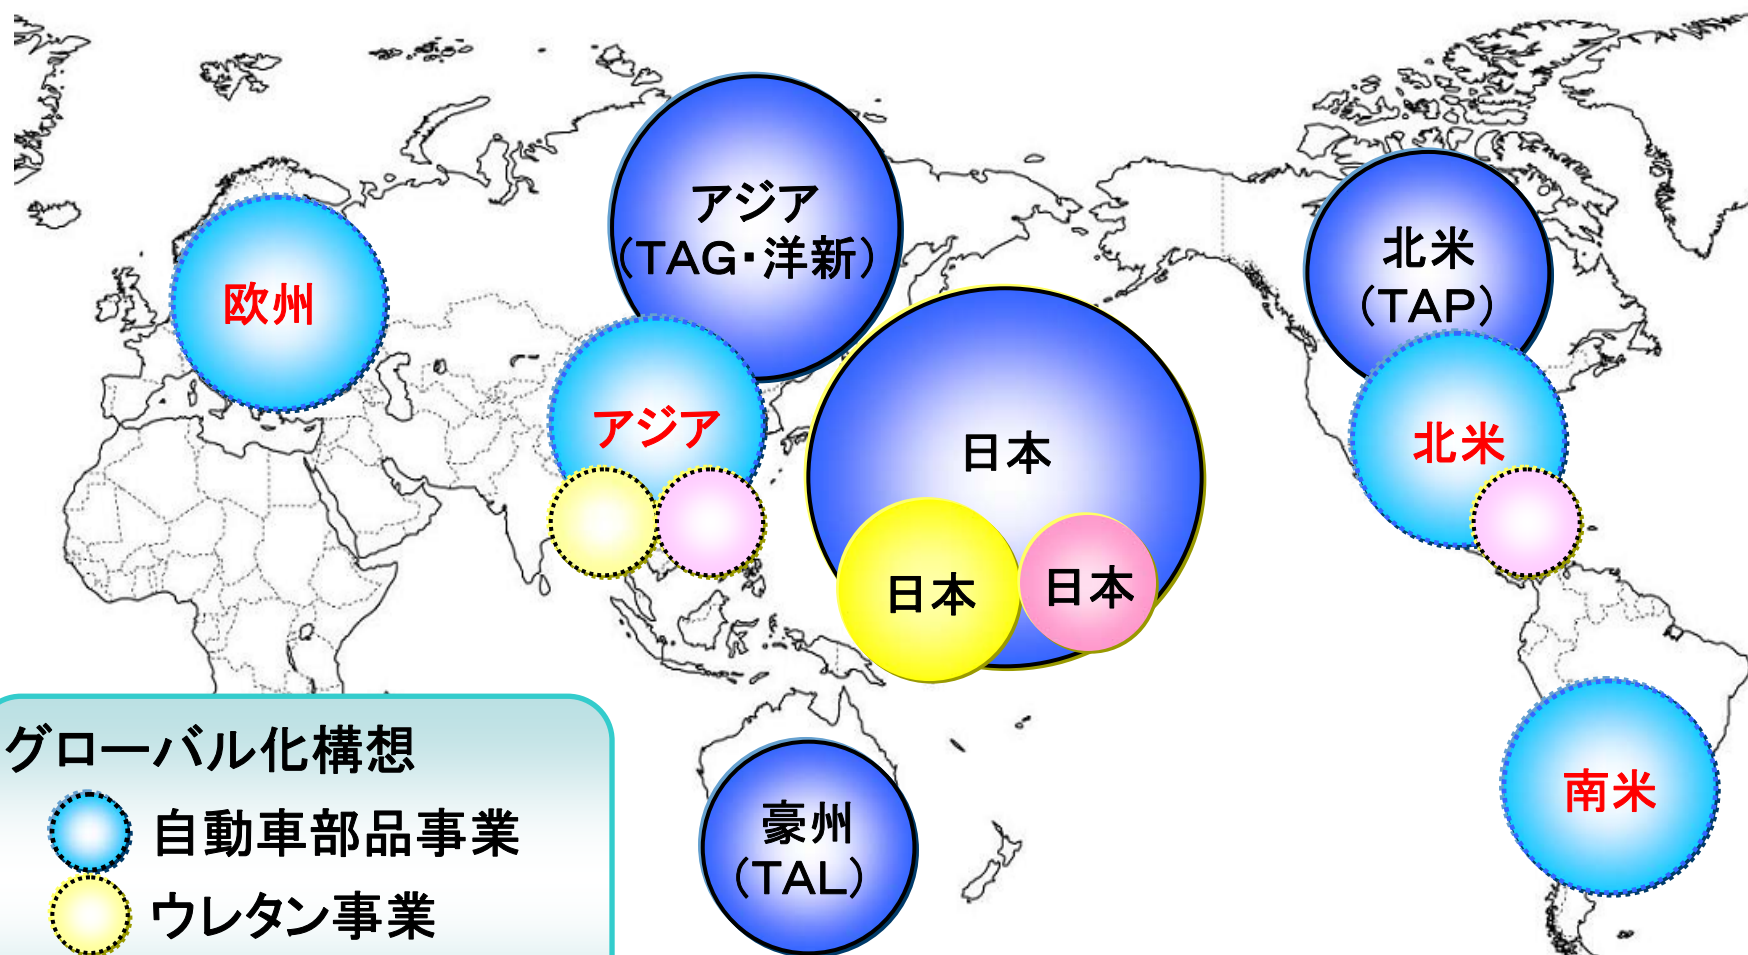 アジア
(TAG・洋新)
北米
(TAP)
欧州
アジア
日本
北米
日本
日本
南米
豪州
(TAL)
グローバル化構想
自動車部品事業
ウレタン事業